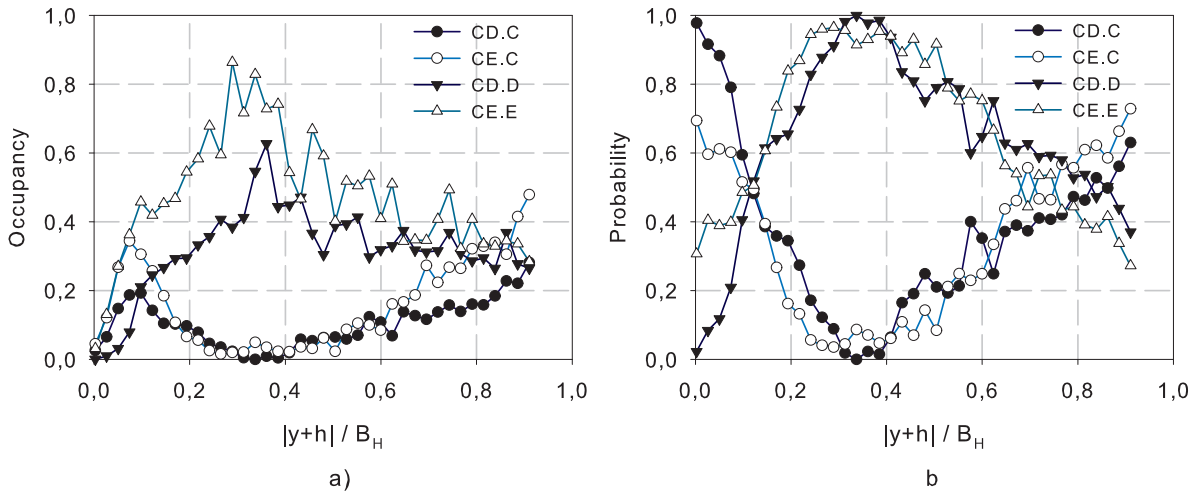 1,0
0,8
0,6
0,4
0,2
0,0
Occupancy
CD.C
CE.C
CD.D
CE.E
0,0 0,2 0,4 0,6 0,8 1,0
|y+h| / B_H
a)
1,0
0,8
0,6
0,4
0,2
0,0
Probability
CD.C
CE.C
CD.D
CE.E
0,0 0,2 0,4 0,6 0,8 1,0
|y+h| / B_H
b